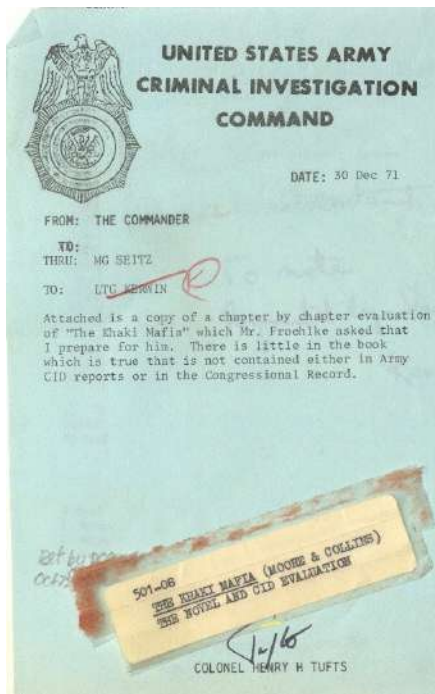 UNITED STATES ARMY
CRIMINAL INVESTIGATION
COMMAND
DATE: 30 Dec 71
FROM: THE COMMANDER
TO:
THRU: MG SEITZ
TO: LTG KERWIN
Attached is a copy of a chapter by chapter evaluation
of "The Khaki Mafia" which Mr. Froehlke asked that
I prepare for him. There is little in the book
which is true that is not contained either in Army
CID reports or in the Congressional Record.
501-08
THE KHAKI MAFIA (MOORE & COLLINS)
THE NOVEL AND CID EVALUATION
COLONEL HENRY H TUFTS